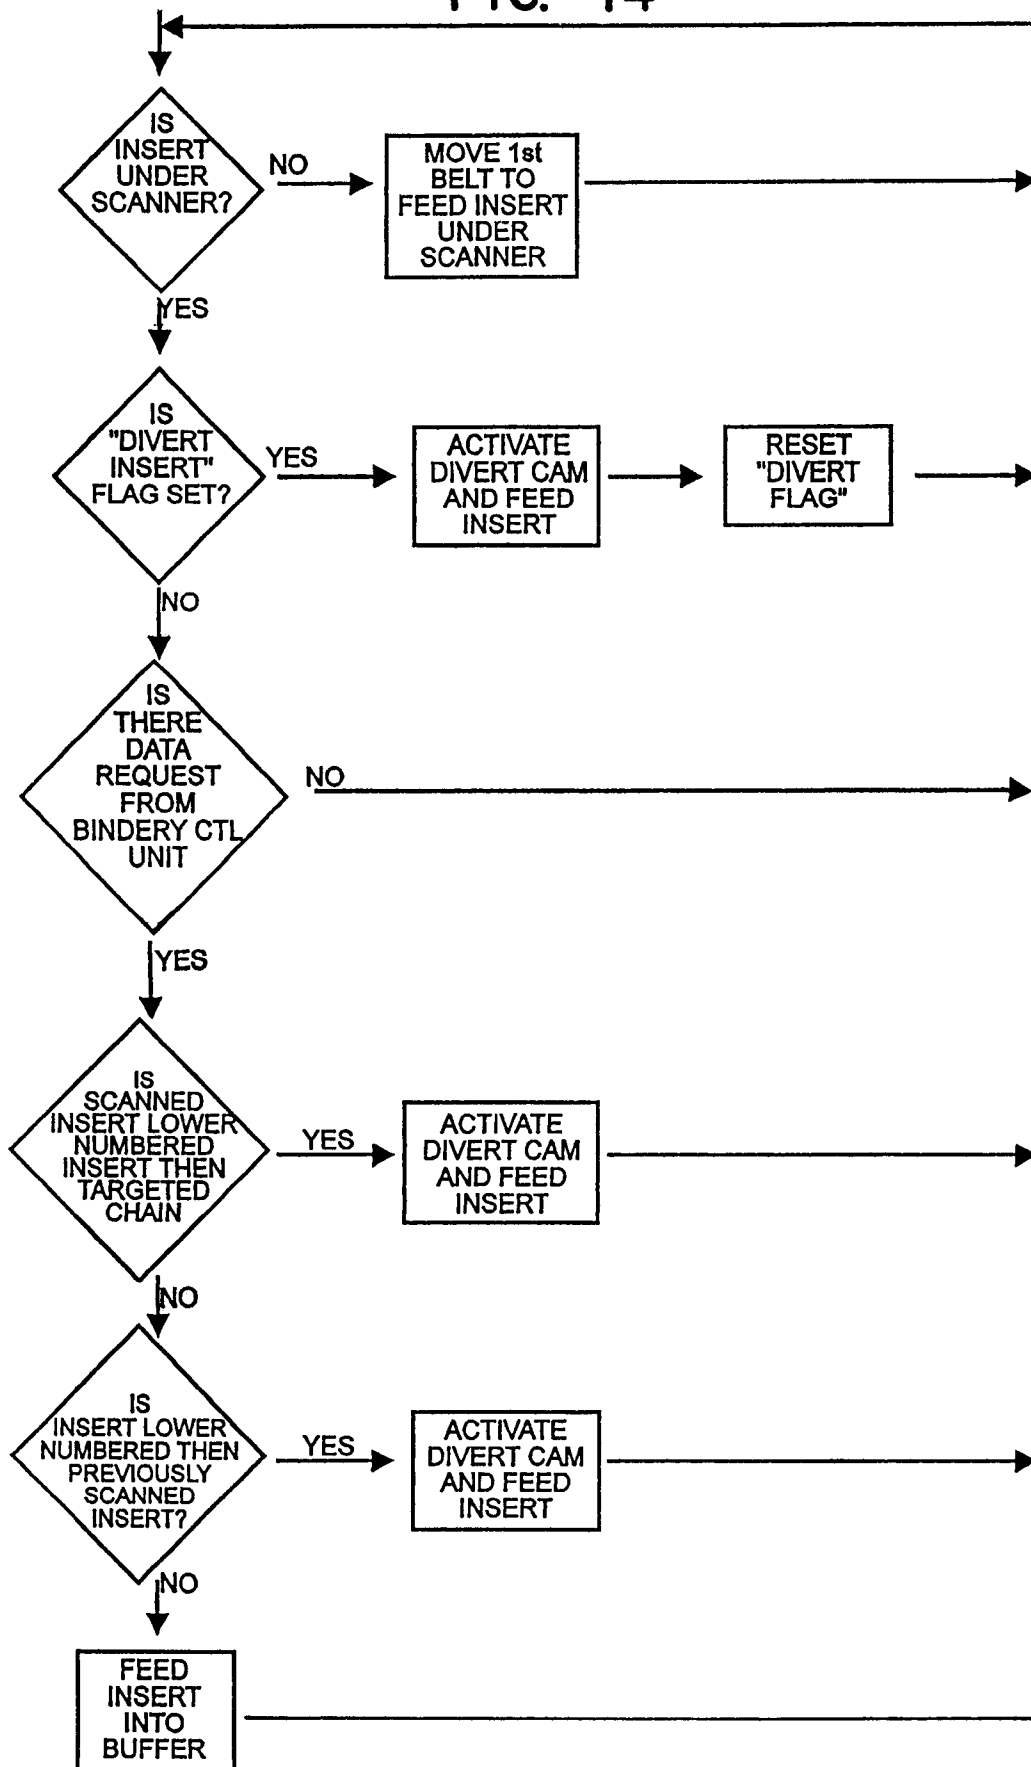 FIG. 14
IS
INSERT
UNDER
SCANNER?
NO
MOVE 1st
BELT TO
FEED INSERT
UNDER
SCANNER
YES
IS
"DIVERT
INSERT"
FLAG SET?
YES
ACTIVATE
DIVERT CAM
AND FEED
INSERT
RESET
"DIVERT
FLAG"
NO
IS
THERE
DATA
REQUEST
FROM
BINDERY CTL
UNIT
NO
YES
IS
SCANNED
INSERT LOWER
NUMBERED
INSERT THEN
TARGETED
CHAIN
YES
ACTIVATE
DIVERT CAM
AND FEED
INSERT
NO
IS
INSERT LOWER
NUMBERED THEN
PREVIOUSLY
SCANNED
INSERT?
YES
ACTIVATE
DIVERT CAM
AND FEED
INSERT
NO
FEED
INSERT
INTO
BUFFER